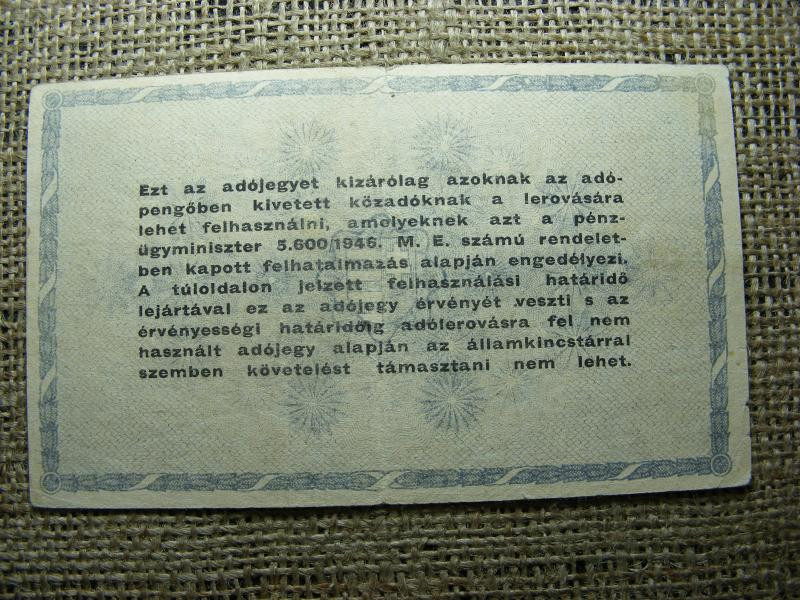 Ezt az adójegyet kizárólag azoknak az adó-
pengőben kivetett közadóknak a lerovására
lehet felhasználni, amelyeknek azt a pénz-
ügyminiszter 5.600/1946. M. E. számú rendelet-
ben kapott felhatalmazás alapján engedélyezi.
A túloldalon jelzett felhasználási határidő
lejártával ez az adójegy érvényét veszti s az
érvényességi határidőig adólerovásra fel nem
használt adójegy alapján az államkincstárral
szemben követelést támasztani nem lehet.